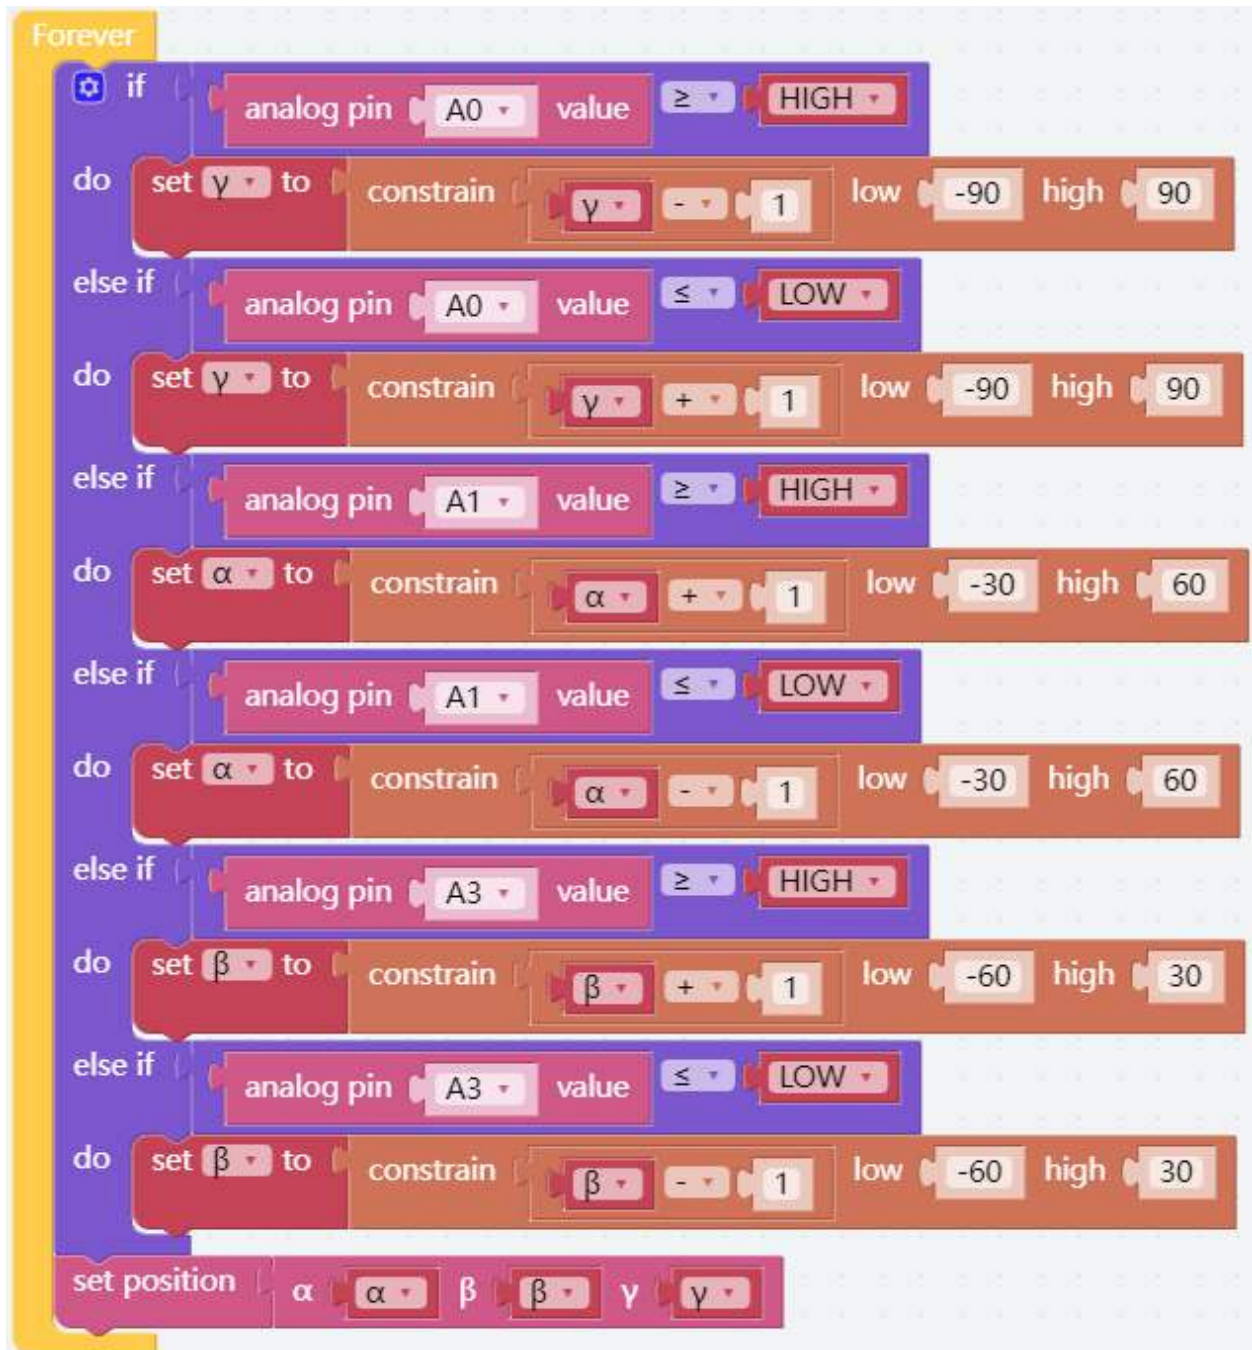 Forever
if analog pin A0 value ≥ HIGH
do set γ to constrain γ - 1 low -90 high 90
else if analog pin A0 value ≤ LOW
do set γ to constrain γ + 1 low -90 high 90
else if analog pin A1 value ≥ HIGH
do set α to constrain α + 1 low -30 high 60
else if analog pin A1 value ≤ LOW
do set α to constrain α - 1 low -30 high 60
else if analog pin A3 value ≥ HIGH
do set β to constrain β + 1 low -60 high 30
else if analog pin A3 value ≤ LOW
do set β to constrain β - 1 low -60 high 30
set position α α β β γ γ